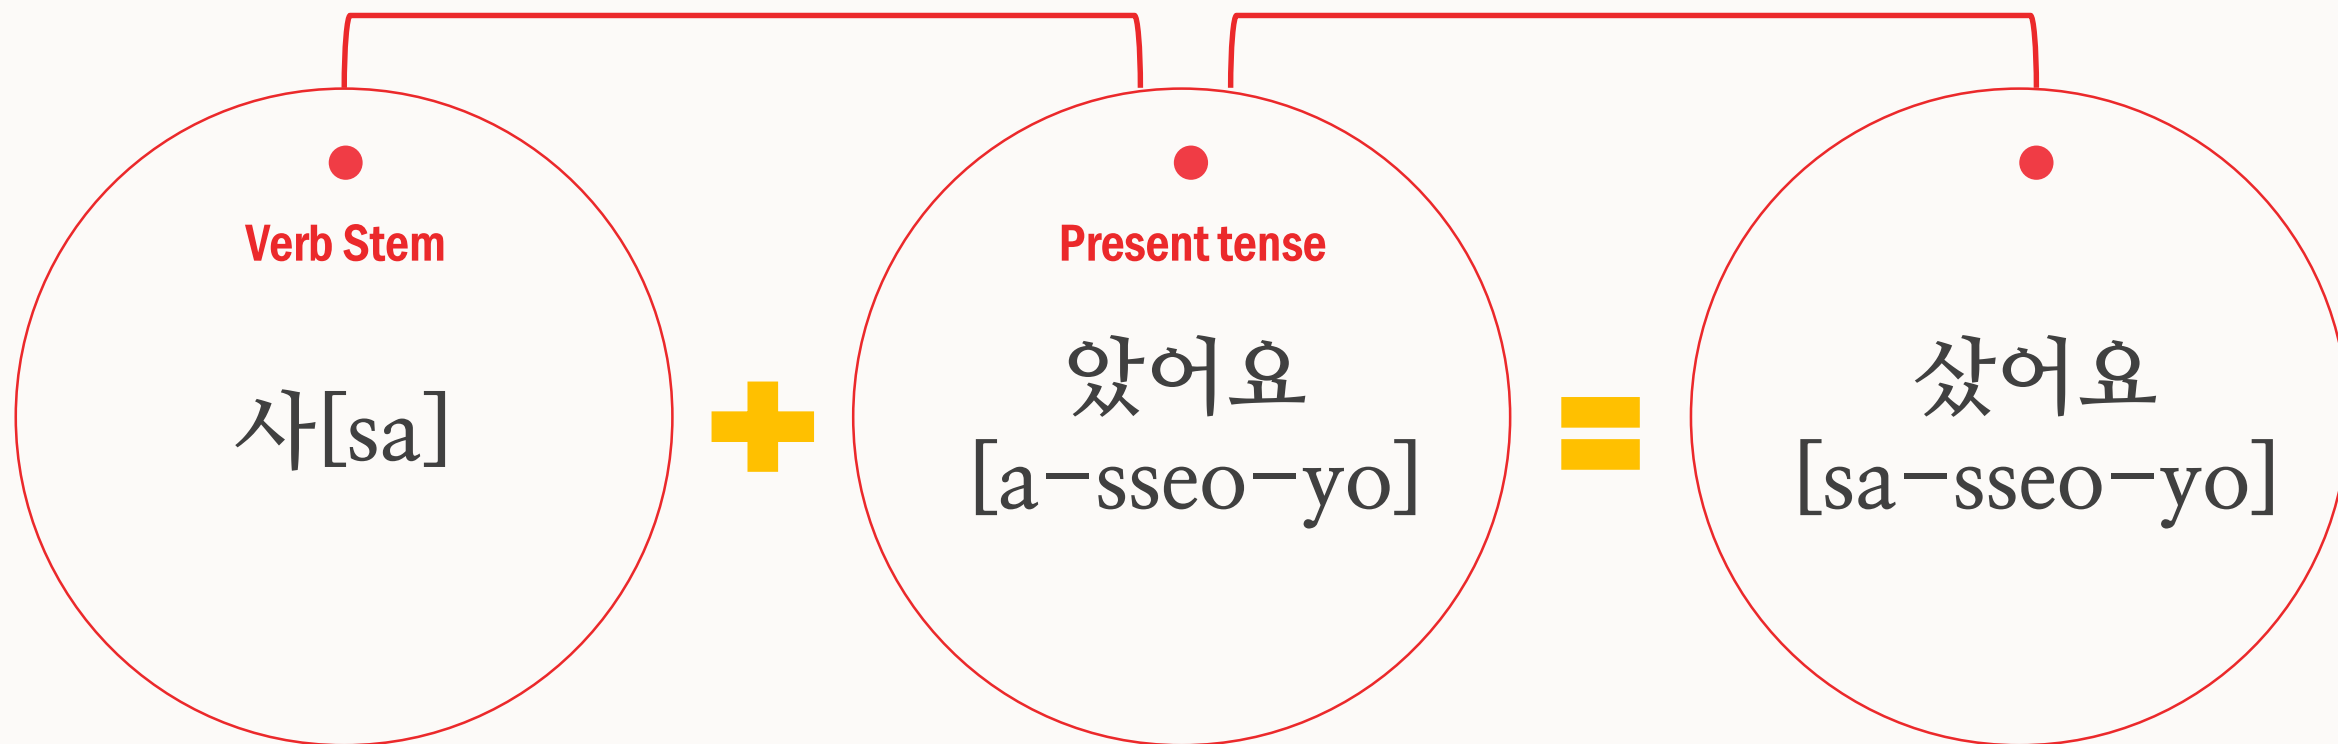 Verb Stem
사[sa]
Present tense
았어요
[a-sseo-yo]
샀어요
[sa-sseo-yo]